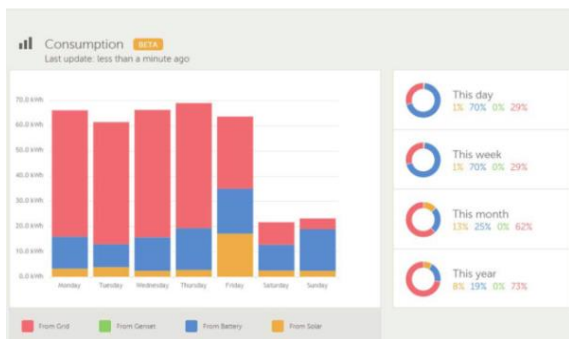 Consumption BETA
Last update: less than a minute ago
70.0 kWh
60.0 kWh
50.0 kWh
40.0 kWh
30.0 kWh
20.0 kWh
10.0 kWh
0.0 kWh
Monday Tuesday Wednesday Thursday Friday Saturday Sunday
From Grid From Genset From Battery From Solar
This day
1% 70% 0% 29%
This week
1% 70% 0% 29%
This month
13% 25% 0% 62%
This year
8% 19% 0% 73%